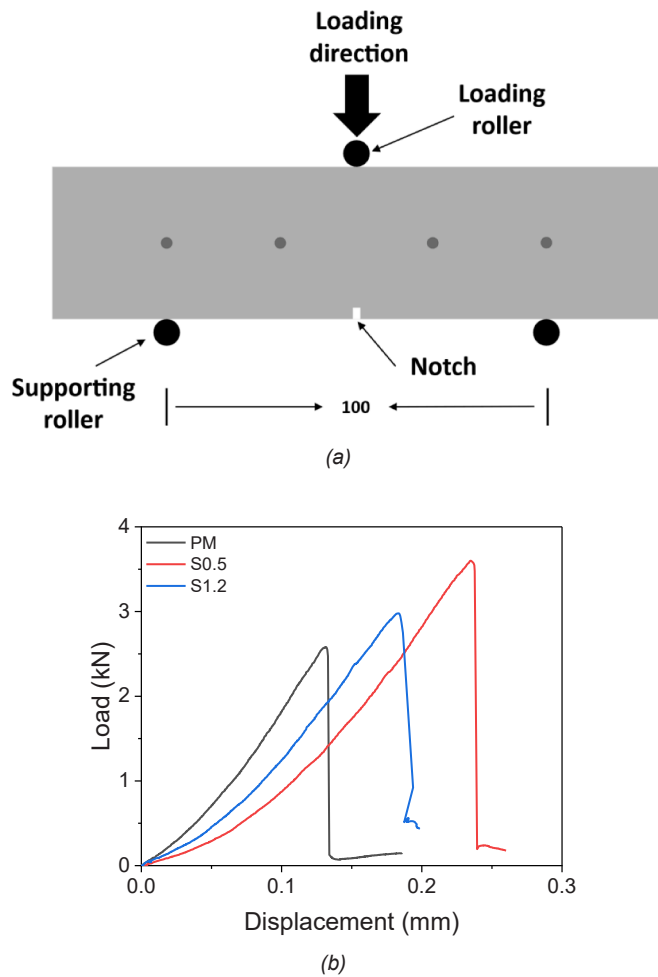 Loading
direction
Loading
roller
Supporting
roller
Notch
100
(a)
PM
S0.5
S1.2
4
3
2
1
0
Load (kN)
0.0 0.1 0.2 0.3
Displacement (mm)
(b)